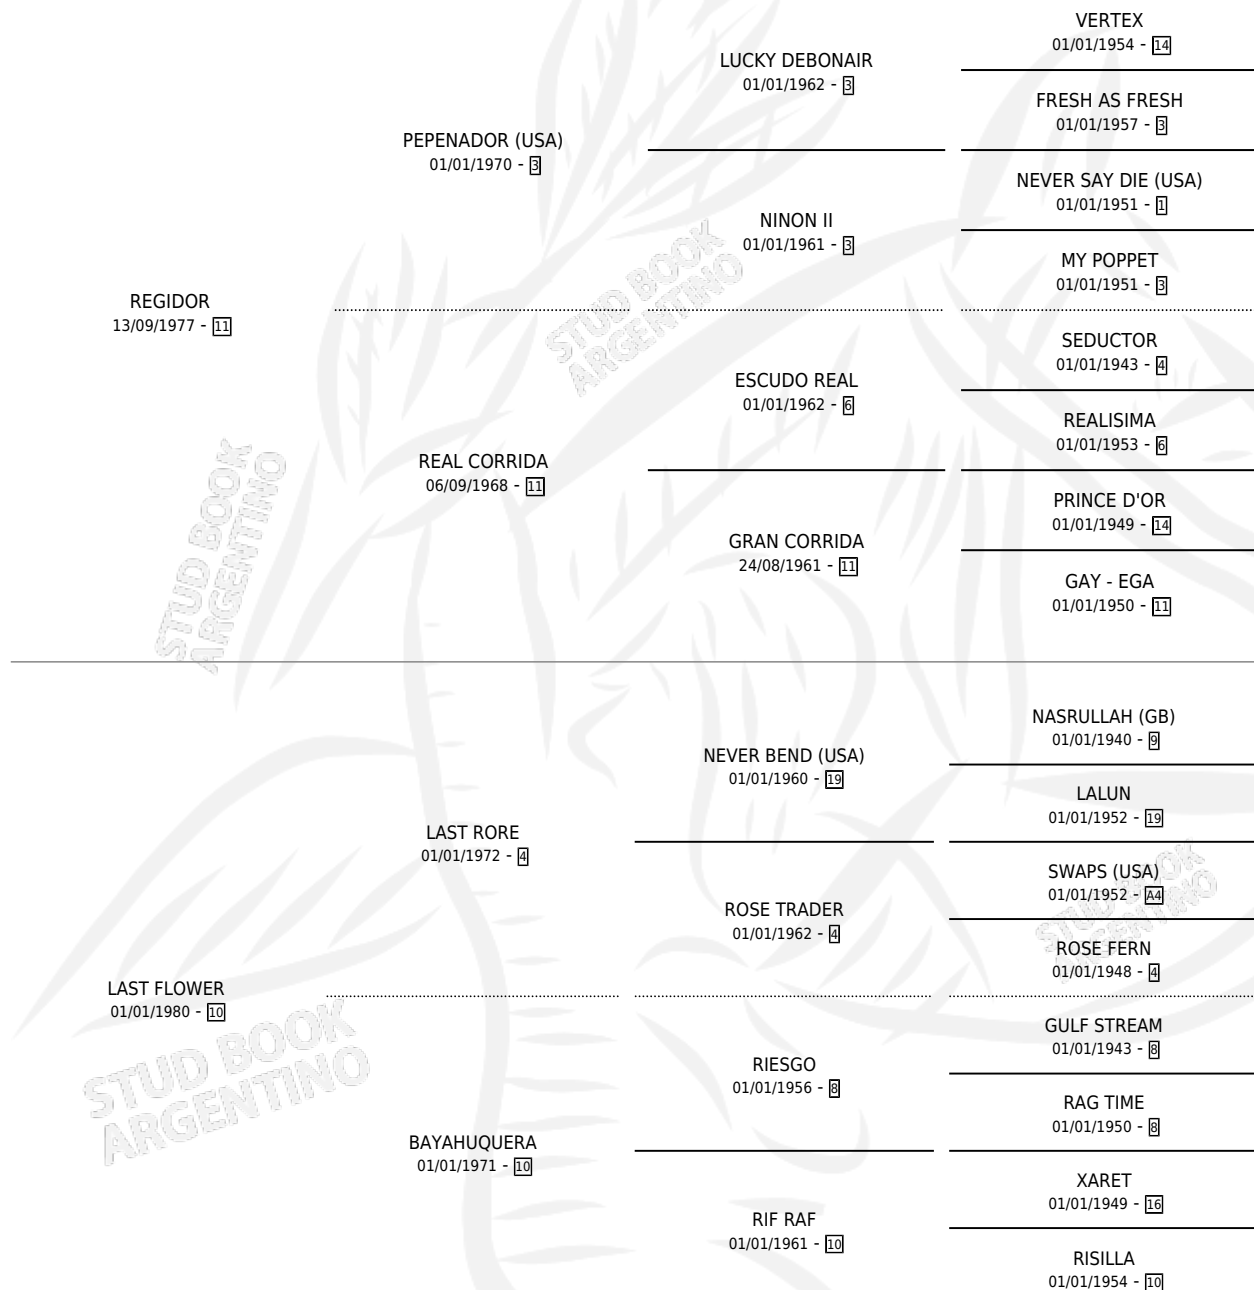 VERTEX
01/01/1954 - 14
LUCKY DEBONAIR
01/01/1962 - 3
FRESH AS FRESH
01/01/1957 - 3
PEPENADOR (USA)
01/01/1970 - 3
NEVER SAY DIE (USA)
01/01/1951 - 1
NINON II
01/01/1961 - 3
MY POPPET
01/01/1951 - 3
REGIDOR
13/09/1977 - 11
STUD BOOK
ARGENTINO
SEDUCTOR
01/01/1943 - 4
ESCUDO REAL
01/01/1962 - 6
REALISIMA
01/01/1953 - 6
REAL CORRIDA
06/09/1968 - 11
PRINCE D'OR
01/01/1949 - 14
GRAN CORRIDA
24/08/1961 - 11
GAY - EGA
01/01/1950 - 11
STUD BOOK
ARGENTINO
NASRULLAH (GB)
01/01/1940 - 9
NEVER BEND (USA)
01/01/1960 - 19
LALUN
01/01/1952 - 19
LAST RORE
01/01/1972 - 4
SWAPS (USA)
01/01/1952 - A4
STUD BOOK
ARGENTINO
ROSE TRADER
01/01/1962 - 4
ROSE FERN
01/01/1948 - 4
LAST FLOWER
01/01/1980 - 10
STUD BOOK
ARGENTINO
GULF STREAM
01/01/1943 - 8
RIESGO
01/01/1956 - 8
RAG TIME
01/01/1950 - 8
BAYAHUQUERA
01/01/1971 - 10
XARET
01/01/1949 - 16
RIF RAF
01/01/1961 - 10
RISILLA
01/01/1954 - 10